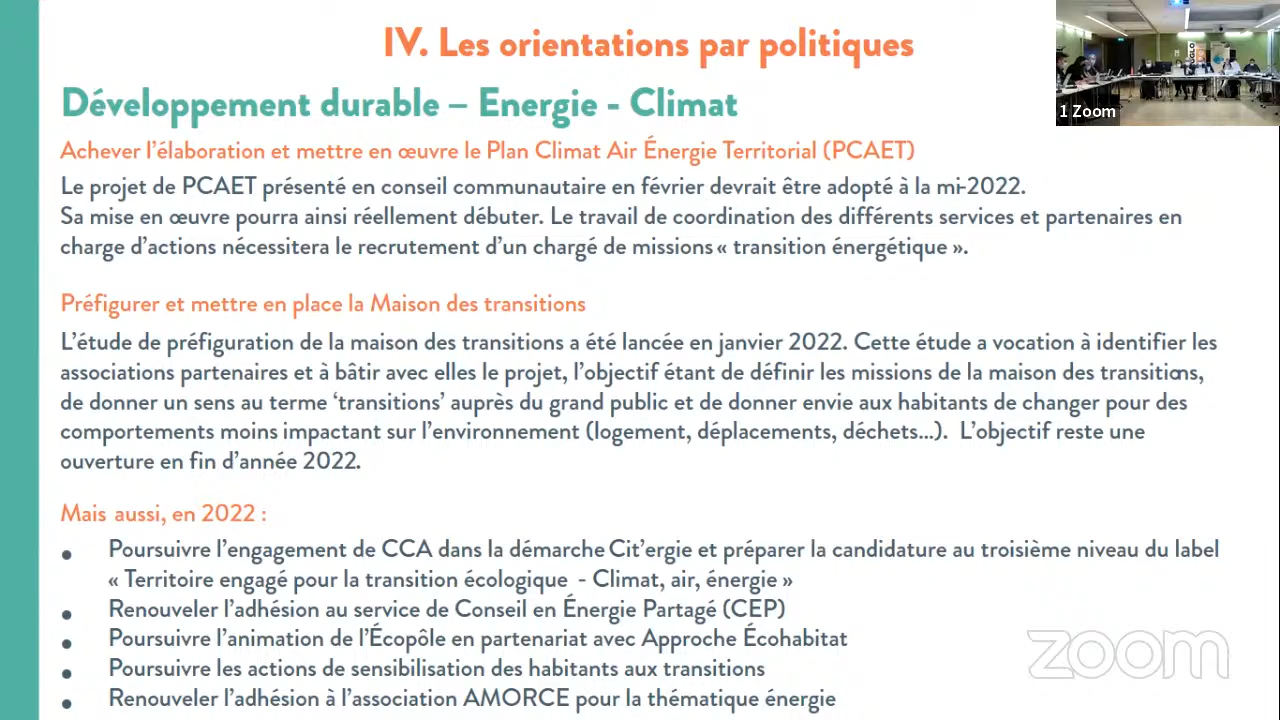 IV. Les orientations par politiques
1 Zoom
Développement durable – Energie - Climat
Achever l'élaboration et mettre en œuvre le Plan Climat Air Énergie Territorial (PCAET)
Le projet de PCAET présenté en conseil communautaire en février devrait être adopté à la mi-2022.
Sa mise en œuvre pourra ainsi réellement débuter. Le travail de coordination des différents services et partenaires en
charge d'actions nécessitera le recrutement d'un chargé de missions « transition énergétique ».
Préfigurer et mettre en place la Maison des transitions
L'étude de préfiguration de la maison des transitions a été lancée en janvier 2022. Cette étude a vocation à identifier les
associations partenaires et à bâtir avec elles le projet, l'objectif étant de définir les missions de la maison des transitions,
de donner un sens au terme 'transitions' auprès du grand public et de donner envie aux habitants de changer pour des
comportements moins impactant sur l'environnement (logement, déplacements, déchets...). L'objectif reste une
ouverture en fin d'année 2022.
Mais aussi, en 2022 :
• Poursuivre l'engagement de CCA dans la démarche Cit'ergie et préparer la candidature au troisième niveau du label
« Territoire engagé pour la transition écologique - Climat, air, énergie »
• Renouveler l'adhésion au service de Conseil en Énergie Partagé (CEP)
• Poursuivre l'animation de l'Écopôle en partenariat avec Approche Écohabitat
• Poursuivre les actions de sensibilisation des habitants aux transitions
• Renouveler l'adhésion à l'association AMORCE pour la thématique énergie
zoom